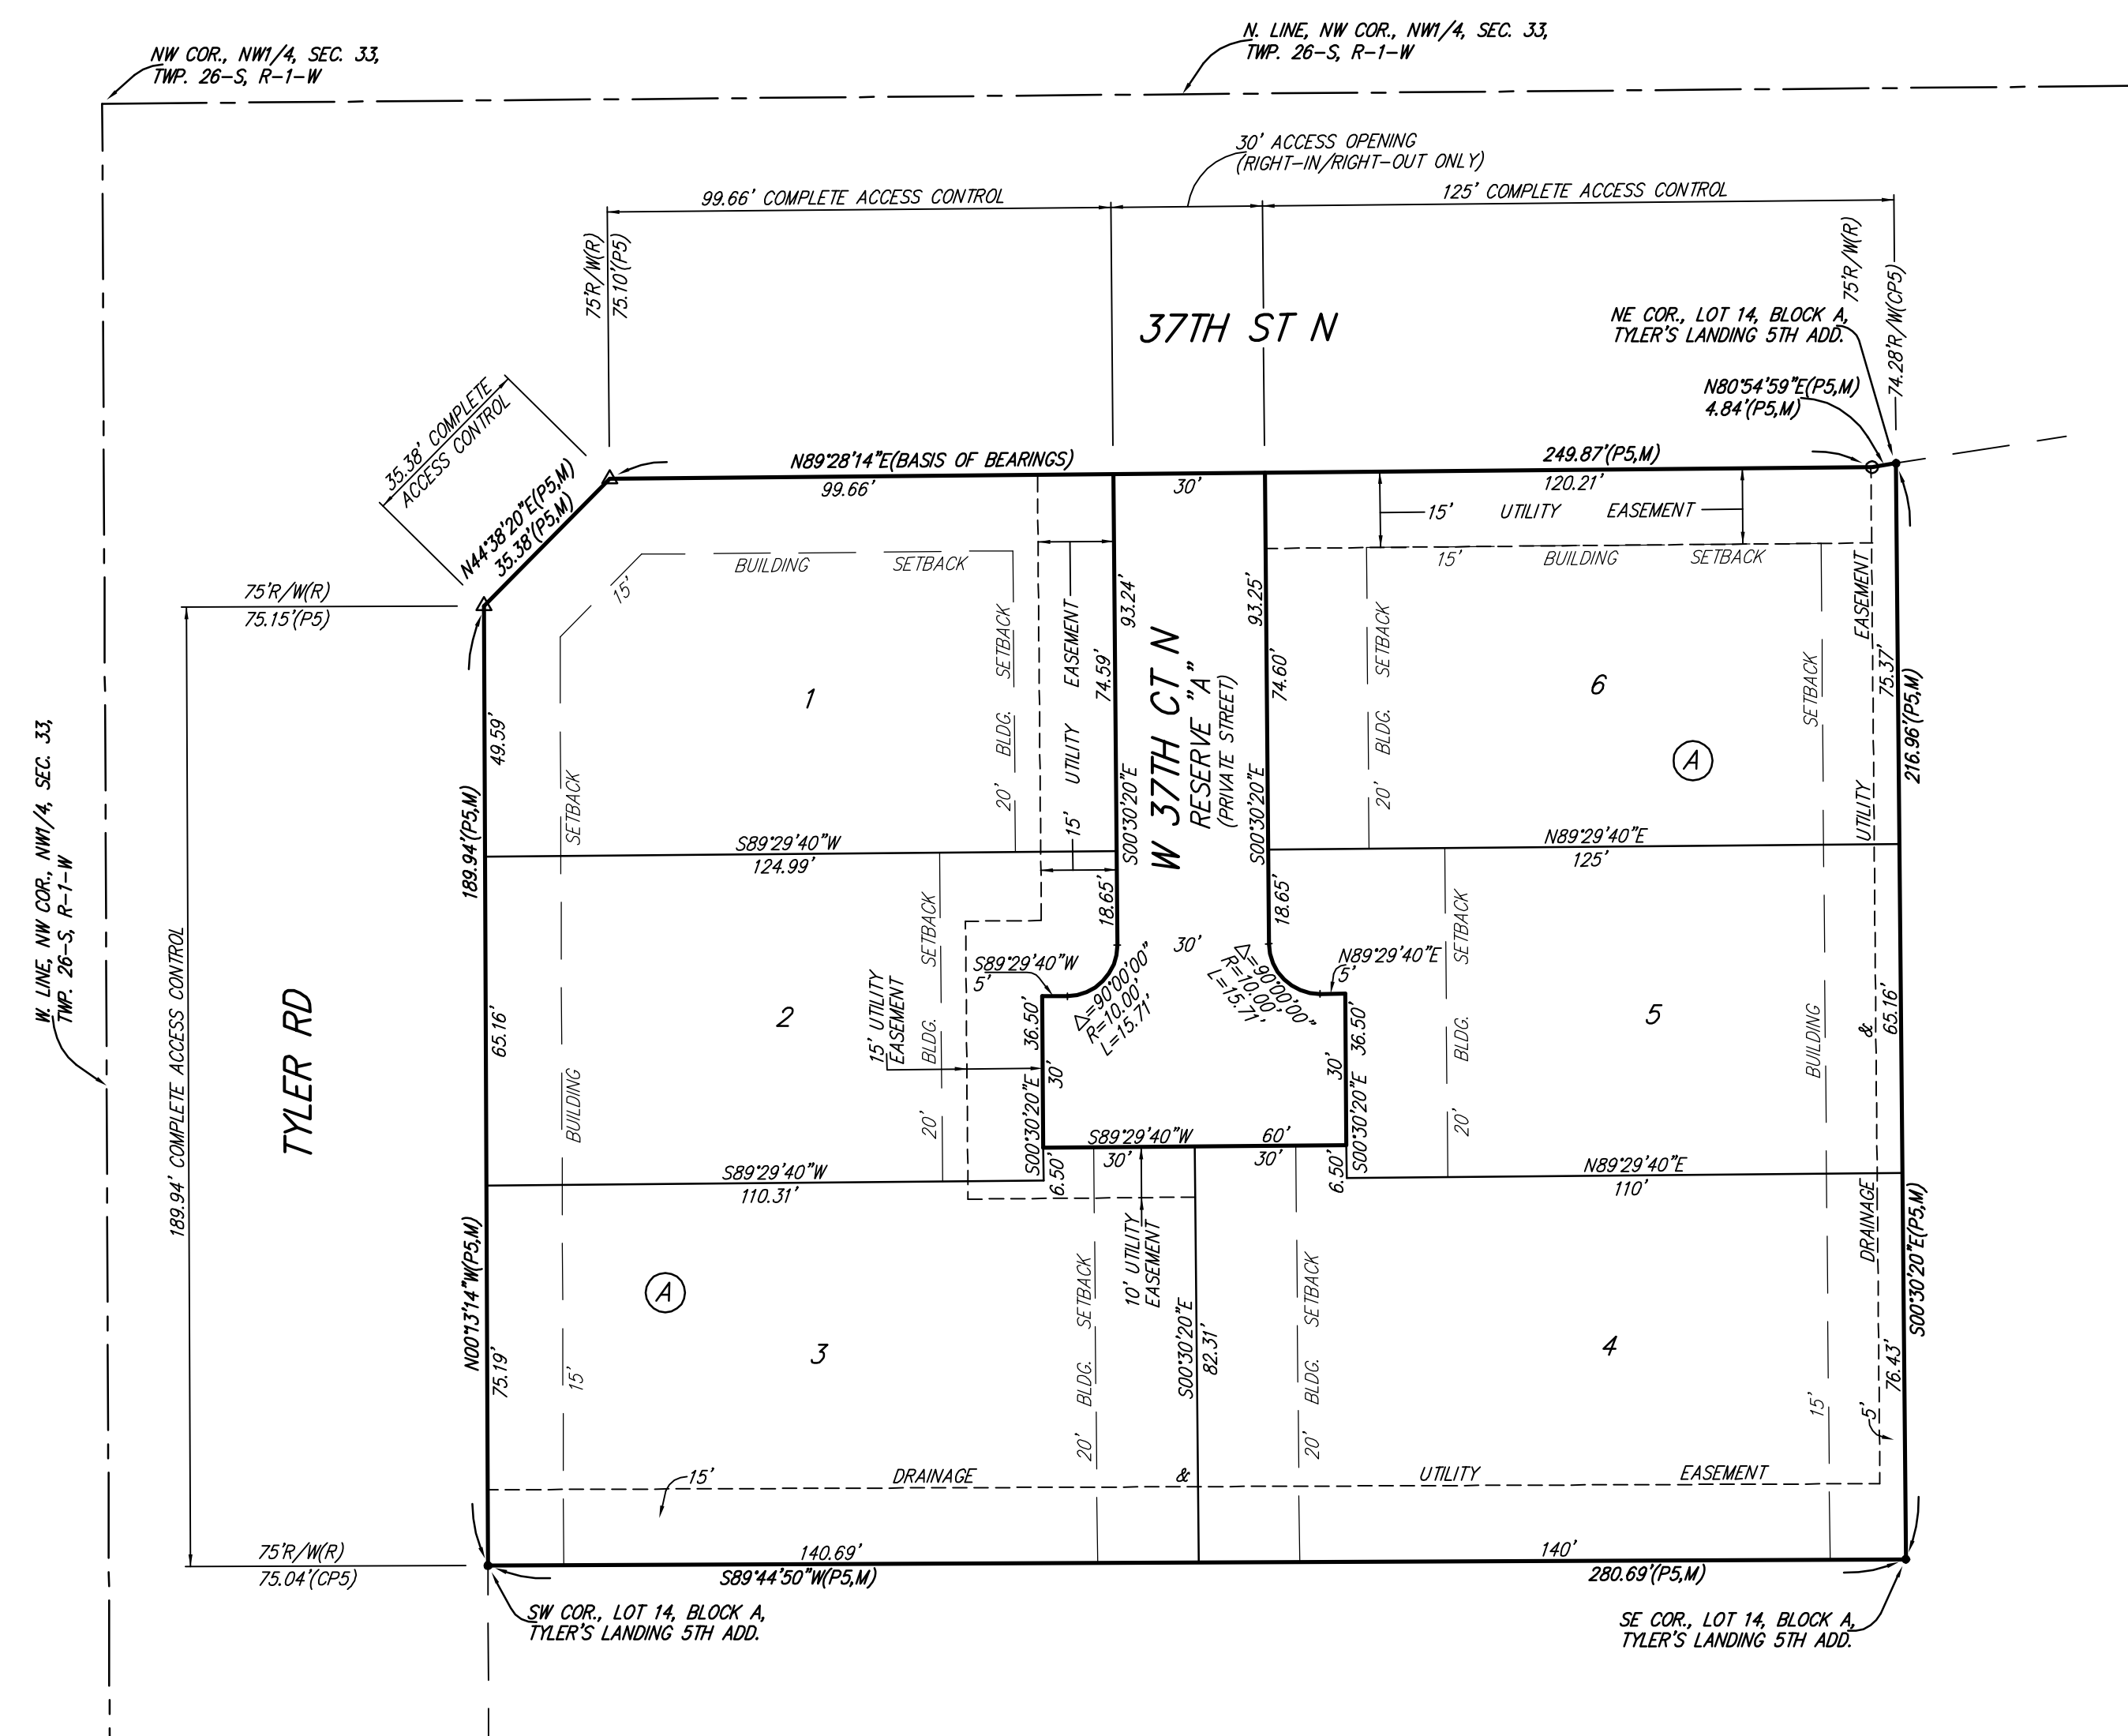 NW COR., NW1/4, SEC. 33,
TWP. 26-S, R-1-W
N. LINE, NW COR., NW1/4, SEC. 33,
TWP. 26-S, R-1-W
30' ACCESS OPENING
(RIGHT-IN/RIGHT-OUT ONLY)
99.66' COMPLETE ACCESS CONTROL
125' COMPLETE ACCESS CONTROL
75'R/W(R)
75.10'(P5)
75'R/W(R)
74.28'R/W(CP5)
37TH ST N
NE COR., LOT 14, BLOCK A,
TYLER'S LANDING 5TH ADD.
N80°54'59"E(P5,M)
4.84'(P5,M)
35.38' COMPLETE
ACCESS CONTROL
N44°38'20"E(P5,M)
35.38'(P5,M)
N89°28'14"E(BASIS OF BEARINGS)
249.87'(P5,M)
99.66'
30'
120.21'
15' UTILITY EASEMENT
15' BUILDING SETBACK
BUILDING SETBACK
15'
75'R/W(R)
75.15'(P5)
49.59'
SETBACK
1
20' BLDG. SETBACK
15' UTILITY EASEMENT
93.24'
74.59'
S00°30'20"E
W 37TH CT N
RESERVE "A"
(PRIVATE STREET)
93.25'
74.60'
S00°30'20"E
20' BLDG. SETBACK
6
A
SETBACK
UTILITY EASEMENT
75.37'
216.96'(P5,M)
189.94'(P5,M)
S89°29'40"W
124.99'
N89°29'40"E
125'
W. LINE, NW COR., NW1/4, SEC. 33,
TWP. 26-S, R-1-W
189.94' COMPLETE ACCESS CONTROL
TYLER RD
65.16'
BUILDING
2
15' UTILITY
EASEMENT
20' BLDG. SETBACK
S89°29'40"W
5'
18.65'
△=90°00'00"
R=10.00'
L=15.71'
30'
18.65'
△=90°00'00"
R=10.00'
L=15.71'
N89°29'40"E
5'
36.50'
30'
S00°30'20"E
36.50'
30'
S00°30'20"E
20' BLDG. SETBACK
5
BUILDING
&
65.16'
S89°29'40"W
60'
30'
30'
6.50'
6.50'
S89°29'40"W
110.31'
N89°29'40"E
110'
10' UTILITY
EASEMENT
N00°13'14"W(P5,M)
75.19'
15'
A
3
20' BLDG. SETBACK
S00°30'20"E
82.31'
20' BLDG. SETBACK
4
15'
DRAINAGE
5'
76.43'
S00°30'20"E(P5,M)
15' DRAINAGE & UTILITY EASEMENT
75'R/W(R)
75.04'(CP5)
140.69'
S89°44'50"W(P5,M)
140'
280.69'(P5,M)
SW COR., LOT 14, BLOCK A,
TYLER'S LANDING 5TH ADD.
SE COR., LOT 14, BLOCK A,
TYLER'S LANDING 5TH ADD.